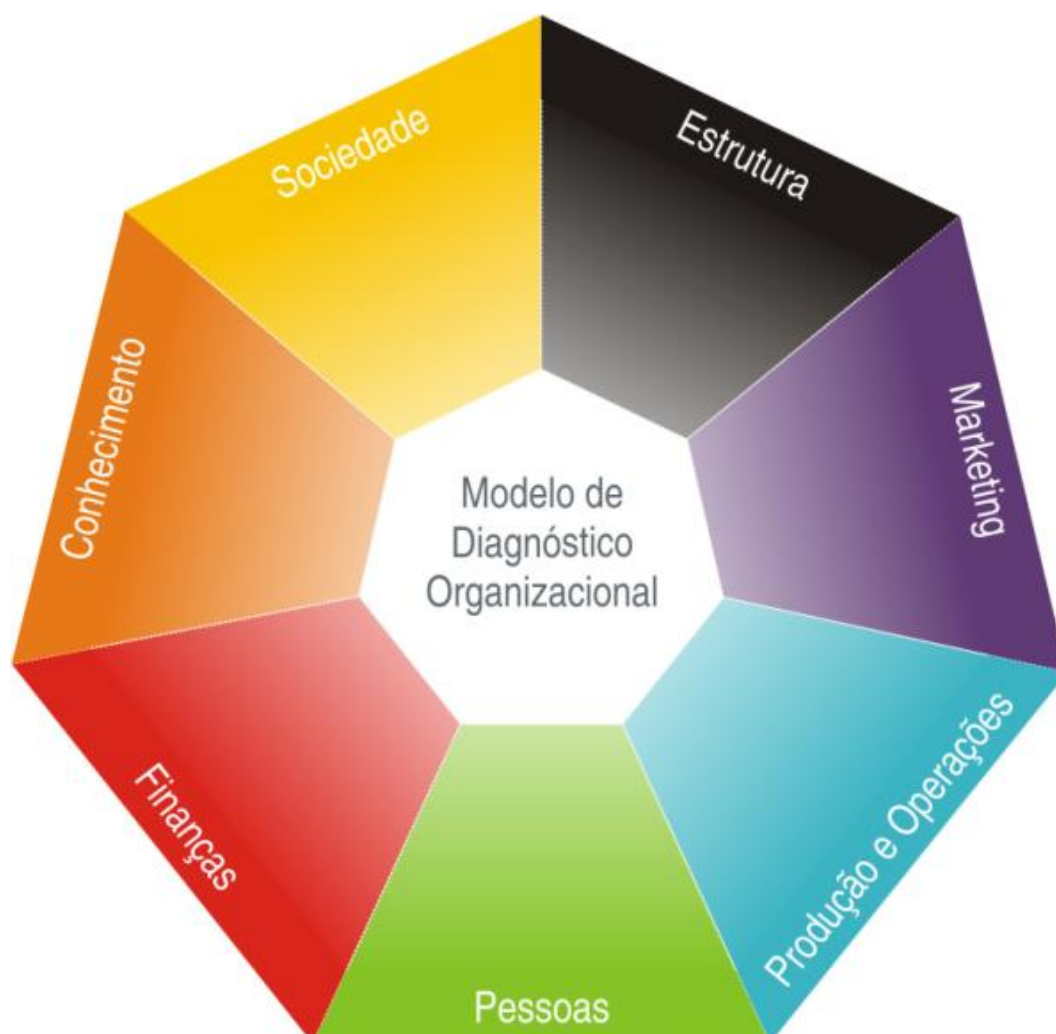 Sociedade
Estrutura
Conhecimento
Marketing
Modelo de
Diagnóstico
Organizacional
Finanças
Produção e Operações
Pessoas